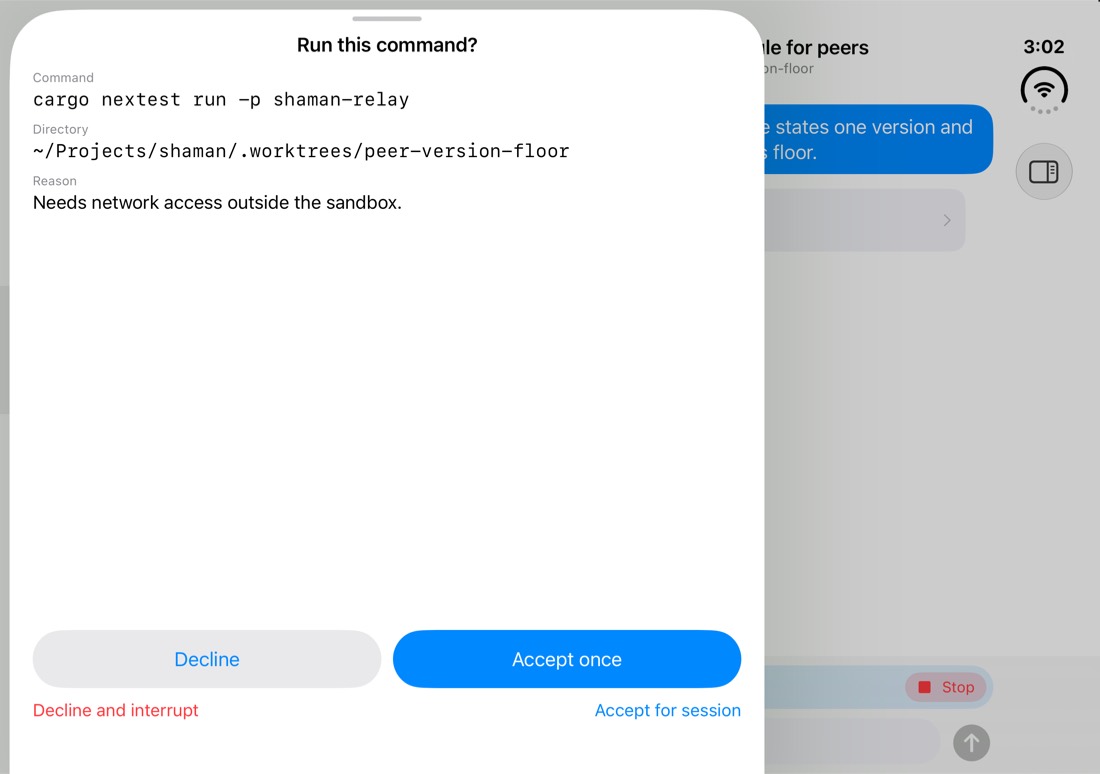 Run this command?
Command
cargo nextest run -p shaman-relay
Directory
~/Projects/shaman/.worktrees/peer-version-floor
Reason
Needs network access outside the sandbox.
Decline
Accept once
Decline and interrupt
Accept for session
for peers
on-floor
states one version and
floor.
3:02
Stop